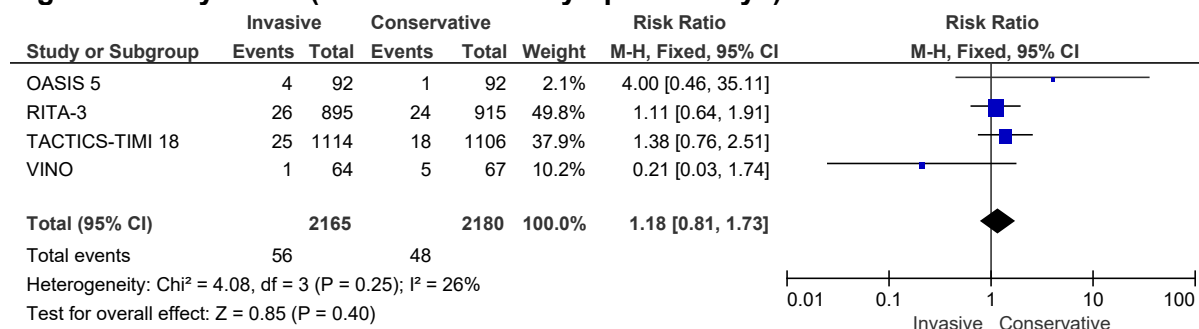 Invasive Conservative Risk Ratio Risk Ratio
Study or Subgroup Events Total Events Total Weight M-H, Fixed, 95% CI M-H, Fixed, 95% CI
OASIS 5 4 92 1 92 2.1% 4.00 [0.46, 35.11]
RITA-3 26 895 24 915 49.8% 1.11 [0.64, 1.91]
TACTICS-TIMI 18 25 1114 18 1106 37.9% 1.38 [0.76, 2.51]
VINO 1 64 5 67 10.2% 0.21 [0.03, 1.74]
Total (95% CI) 2165 2180 100.0% 1.18 [0.81, 1.73]
Total events 56 48
Heterogeneity: Chi² = 4.08, df = 3 (P = 0.25); I² = 26%
Test for overall effect: Z = 0.85 (P = 0.40)
0.01 0.1 1 10 100
Invasive Conservative